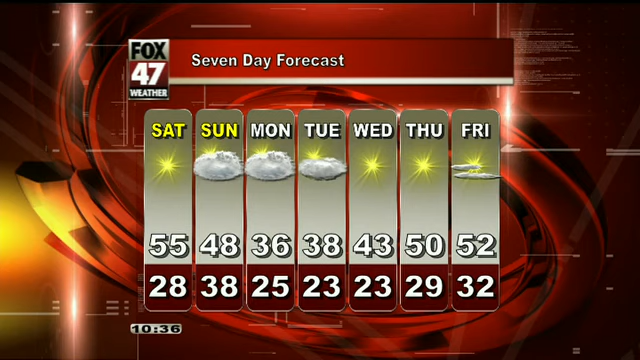 FOX
47
WEATHER
Seven Day Forecast
SAT SUN MON TUE WED THU FRI
55 48 36 38 43 50 52
28 38 25 23 23 29 32
10:36